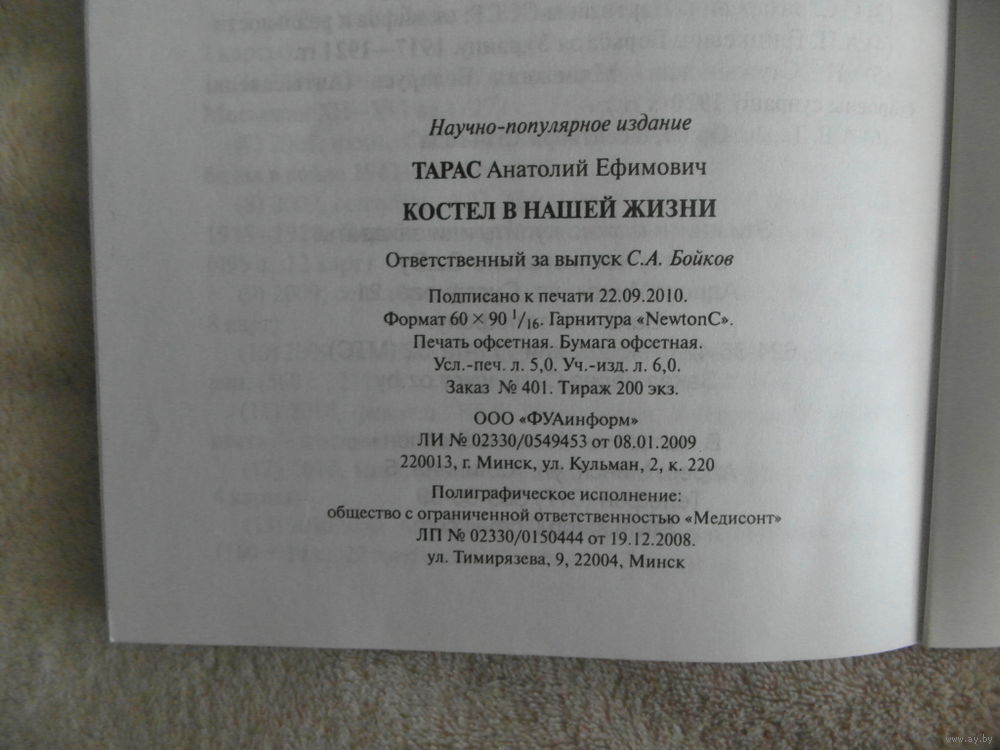 Научно-популярное издание
ТАРАС Анатолий Ефимович
КОСТЕЛ В НАШЕЙ ЖИЗНИ
Ответственный за выпуск С.А. Бойков
Подписано к печати 22.09.2010.
Формат 60 × 90 1/16. Гарнитура «NewtonC».
Печать офсетная. Бумага офсетная.
Усл.-печ. л. 5,0. Уч.-изд. л. 6,0.
Заказ № 401. Тираж 200 экз.
ООО «ФУАинформ»
ЛИ № 02330/0549453 от 08.01.2009
220013, г. Минск, ул. Кульман, 2, к. 220
Полиграфическое исполнение:
общество с ограниченной ответственностью «Медисонт»
ЛП № 02330/0150444 от 19.12.2008.
ул. Тимирязева, 9, 22004, Минск
www.ay.by